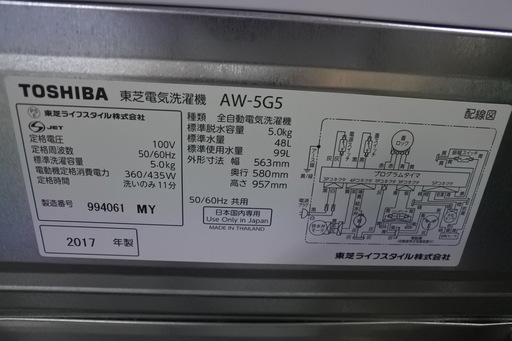 TOSHIBA 東芝電気洗濯機 AW-5G5
東芝ライフスタイル株式会社
JET
定格電圧 100V
定格周波数 50/60Hz
標準洗濯容量 5.0kg
電動機定格消費電力 360/435W
洗いのみ 11分
製造番号 994061 MY
2017 年製
種類 全自動電気洗濯機
標準脱水容量 5.0kg
標準水量 48L
標準使用水量 99L
外形寸法 幅 563mm
奥行 580mm
高さ 957mm
50/60Hz 共用
日本国内専用
Use Only in Japan
MADE IN THAILAND
配線図
プログラムタイマ
東芝ライフスタイル株式会社